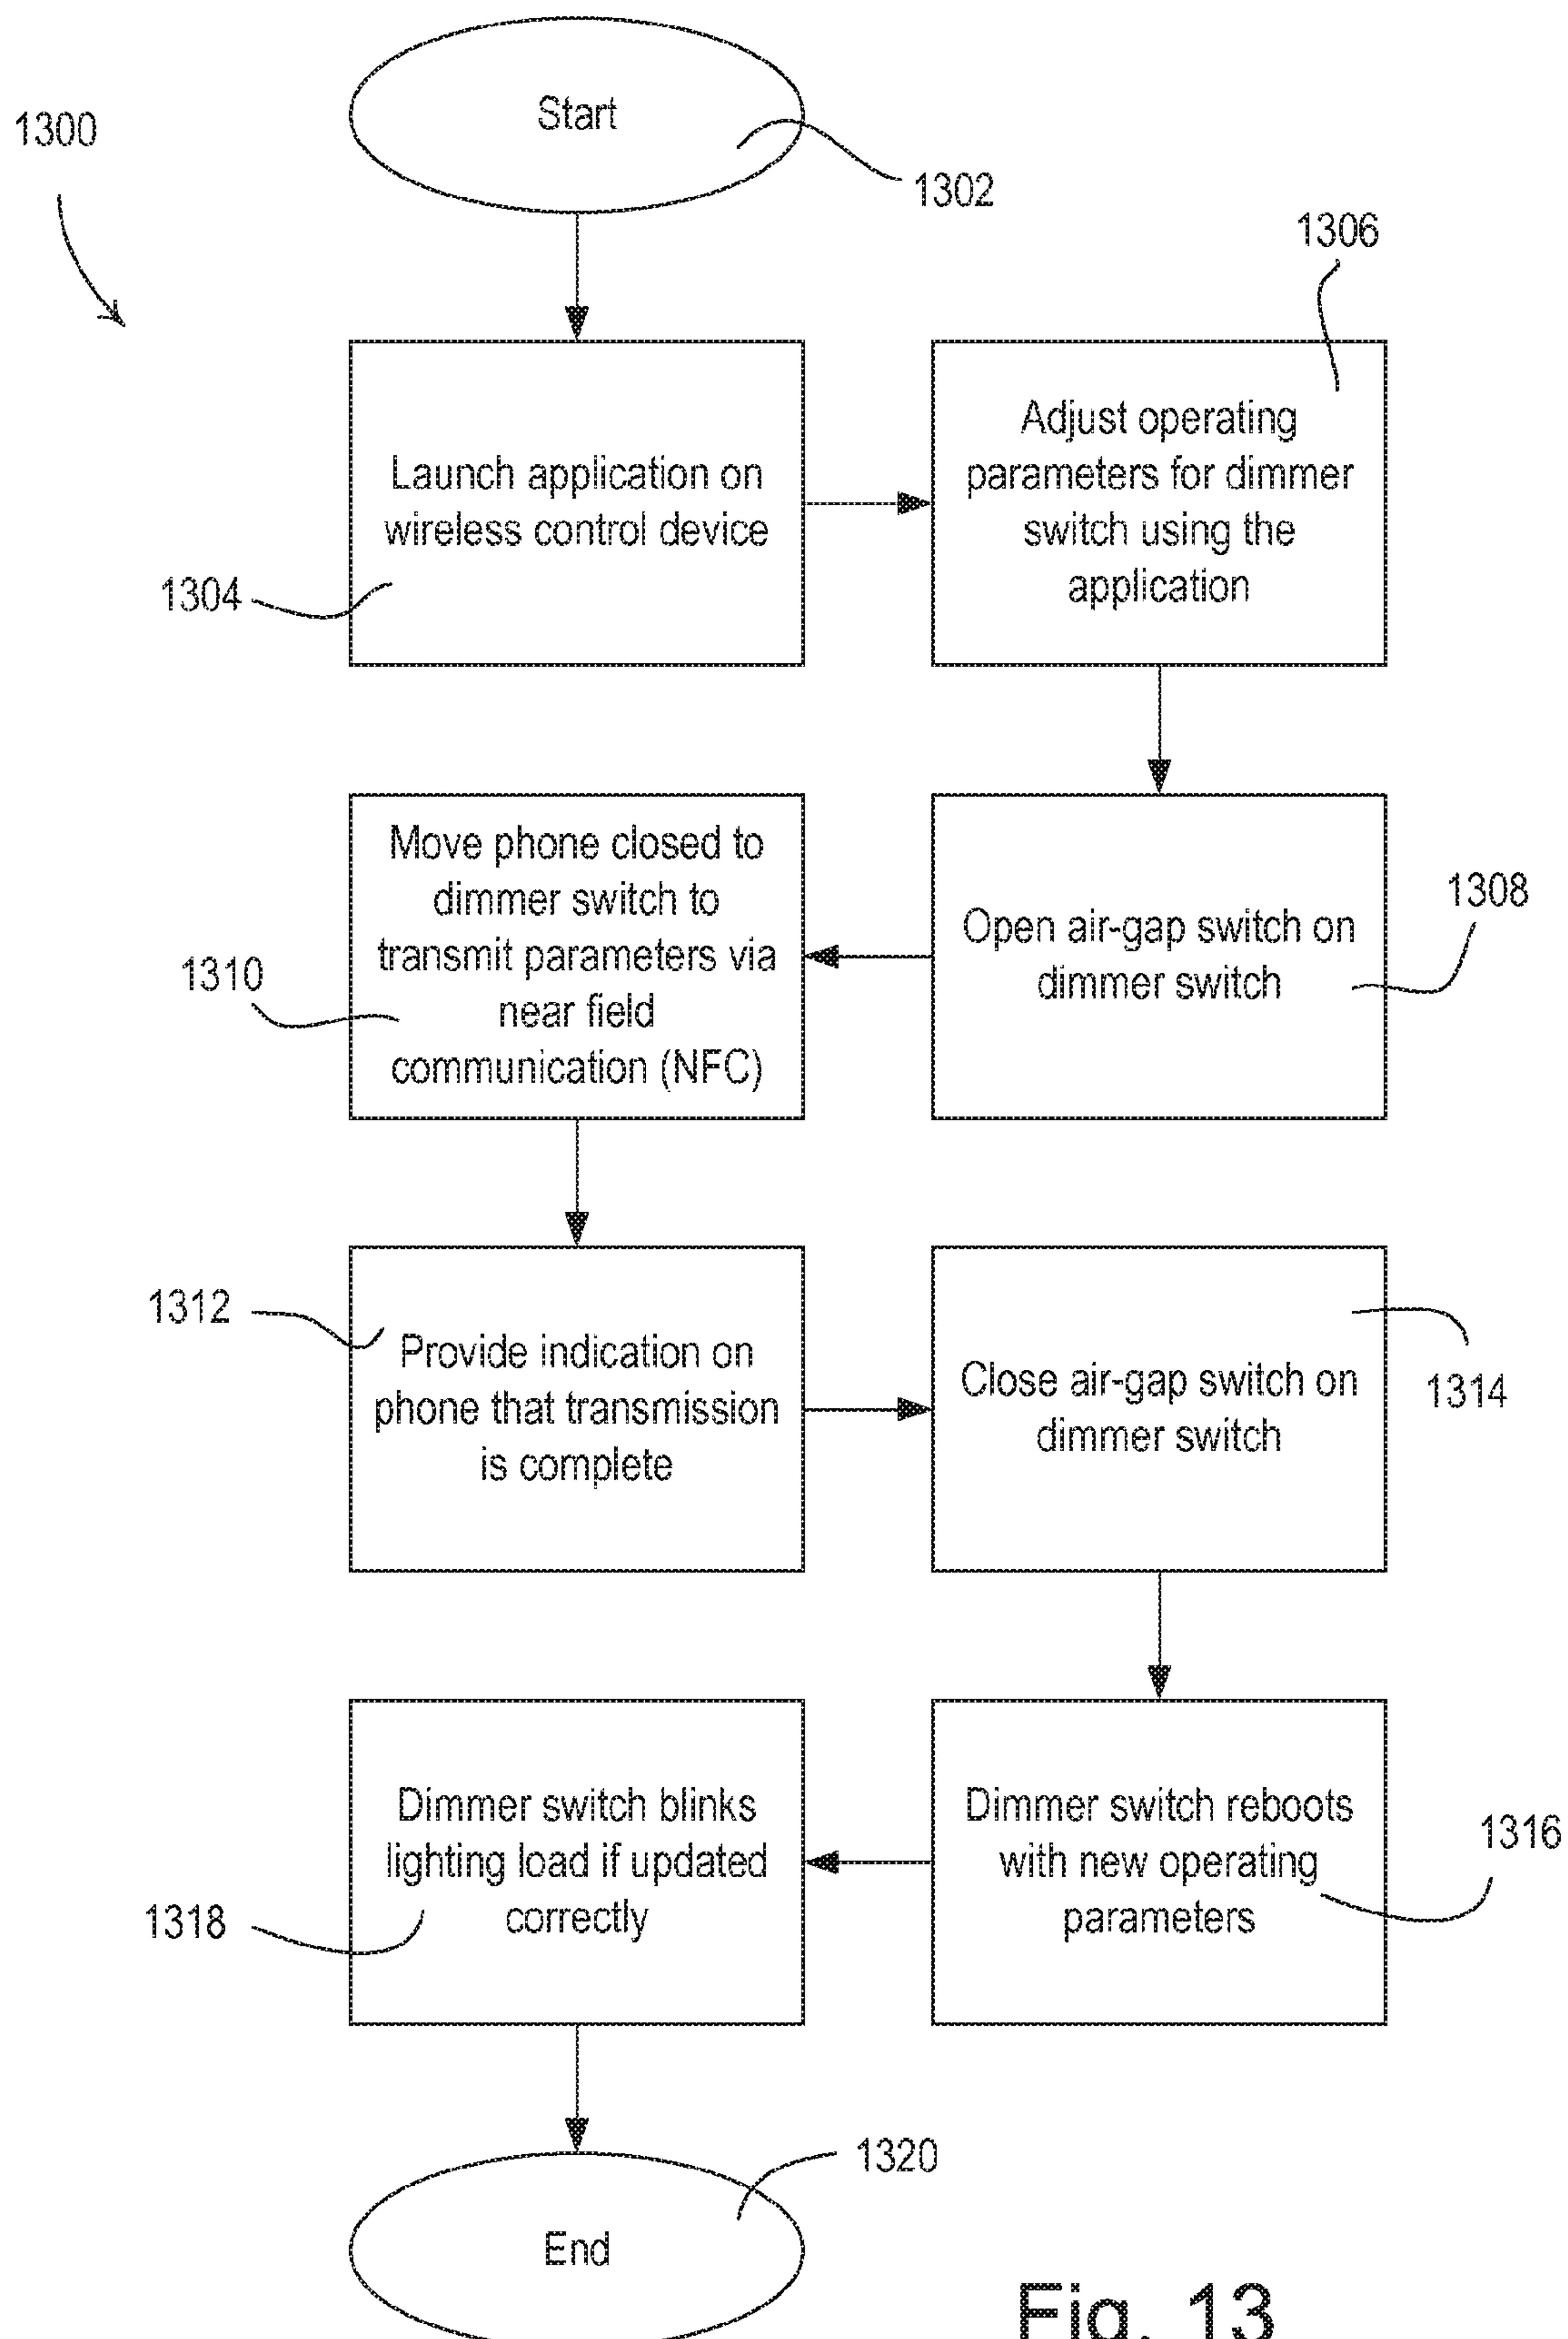 1300
Start
1302
1306
Launch application on
wireless control device
1304
Adjust operating
parameters for dimmer
switch using the
application
Open air-gap switch on
dimmer switch
1308
Move phone closed to
dimmer switch to
transmit parameters via
near field
communication (NFC)
1310
1312
Provide indication on
phone that transmission
is complete
Close air-gap switch on
dimmer switch
1314
Dimmer switch reboots
with new operating
parameters
1316
Dimmer switch blinks
lighting load if updated
correctly
1318
1320
End
Fig. 13